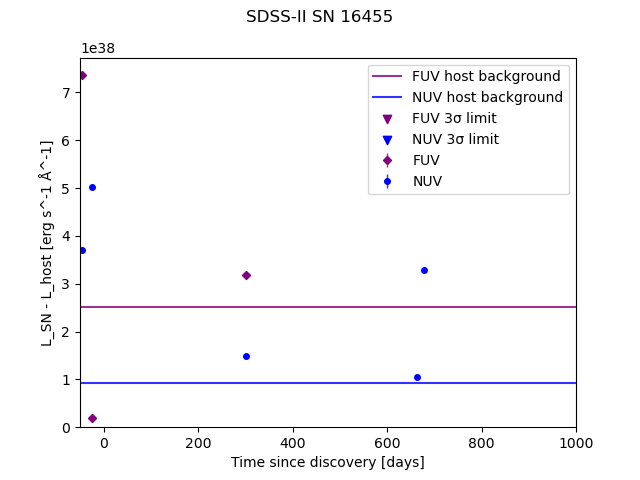 SDSS-II SN 16455
1e38
FUV host background
NUV host background
FUV 3σ limit
NUV 3σ limit
FUV
NUV
7
6
5
4
3
2
1
0
L_SN - L_host [erg s^-1 Å^-1]
0 200 400 600 800 1000
Time since discovery [days]